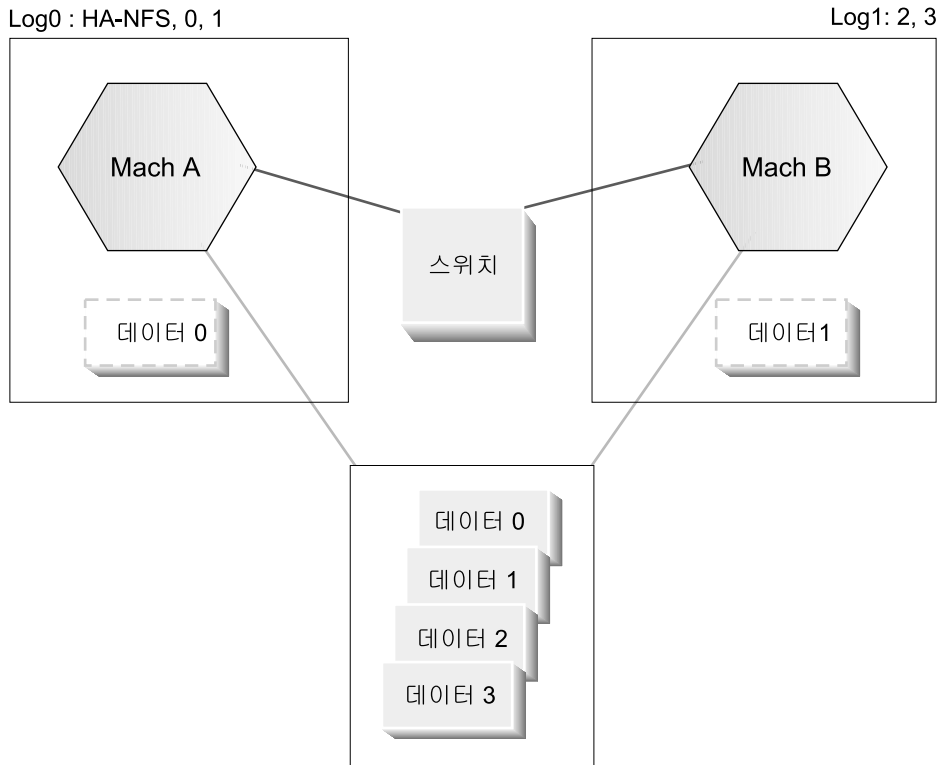 Log0 : HA-NFS, 0, 1
Log1: 2, 3
Mach A
Mach B
스위치
데이터 0
데이터1
데이터 0
데이터 1
데이터 2
데이터 3